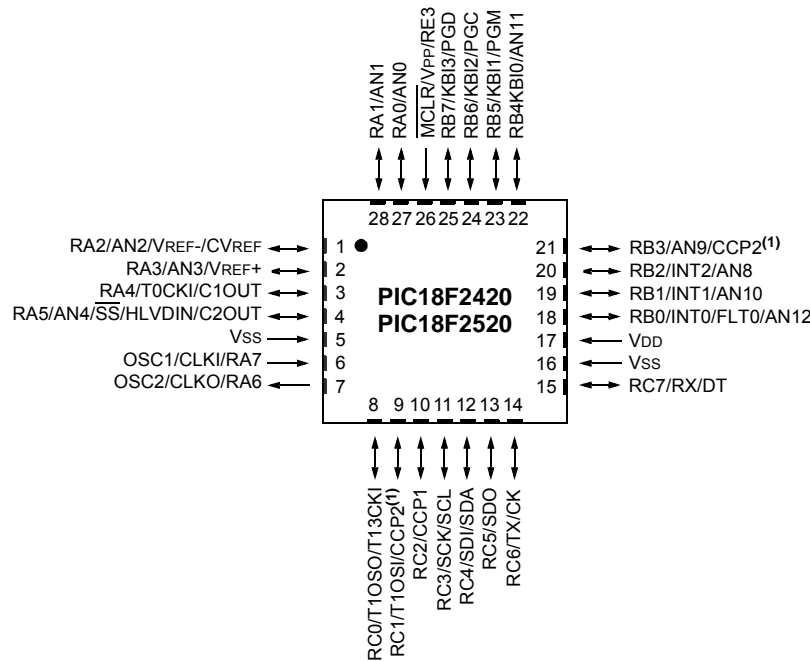 RA1/AN1
RA0/AN0
MCLR/VPP/RE3
RB7/KBI3/PGD
RB6/KBI2/PGC
RB5/KBI1/PGM
RB4KBI0/AN11
28 27 26 25 24 23 22
RA2/AN2/VREF-/CVREF
RA3/AN3/VREF+
RA4/T0CKI/C1OUT
RA5/AN4/SS/HLVDIN/C2OUT
VSS
OSC1/CLKI/RA7
OSC2/CLKO/RA6
1
2
3
4
5
6
7
PIC18F2420
PIC18F2520
21
20
19
18
17
16
15
RB3/AN9/CCP2(1)
RB2/INT2/AN8
RB1/INT1/AN10
RB0/INT0/FLT0/AN12
VDD
VSS
RC7/RX/DT
8 9 10 11 12 13 14
RC0/T1OSO/T13CKI
RC1/T1OSI/CCP2(1)
RC2/CCP1
RC3/SCK/SCL
RC4/SDI/SDA
RC5/SDO
RC6/TX/CK